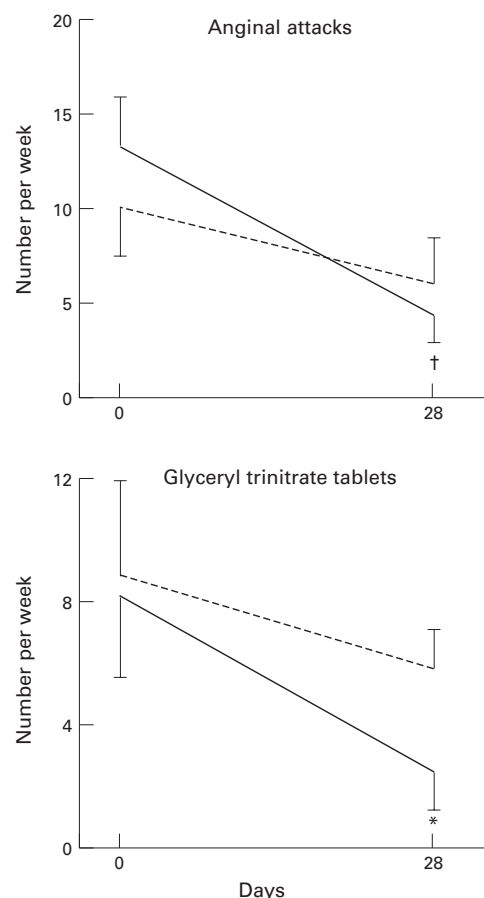 Anginal attacks
Number per week
20
15
10
5
0
†
0 28
Glyceryl trinitrate tablets
Number per week
12
8
4
0
*
0 28
Days